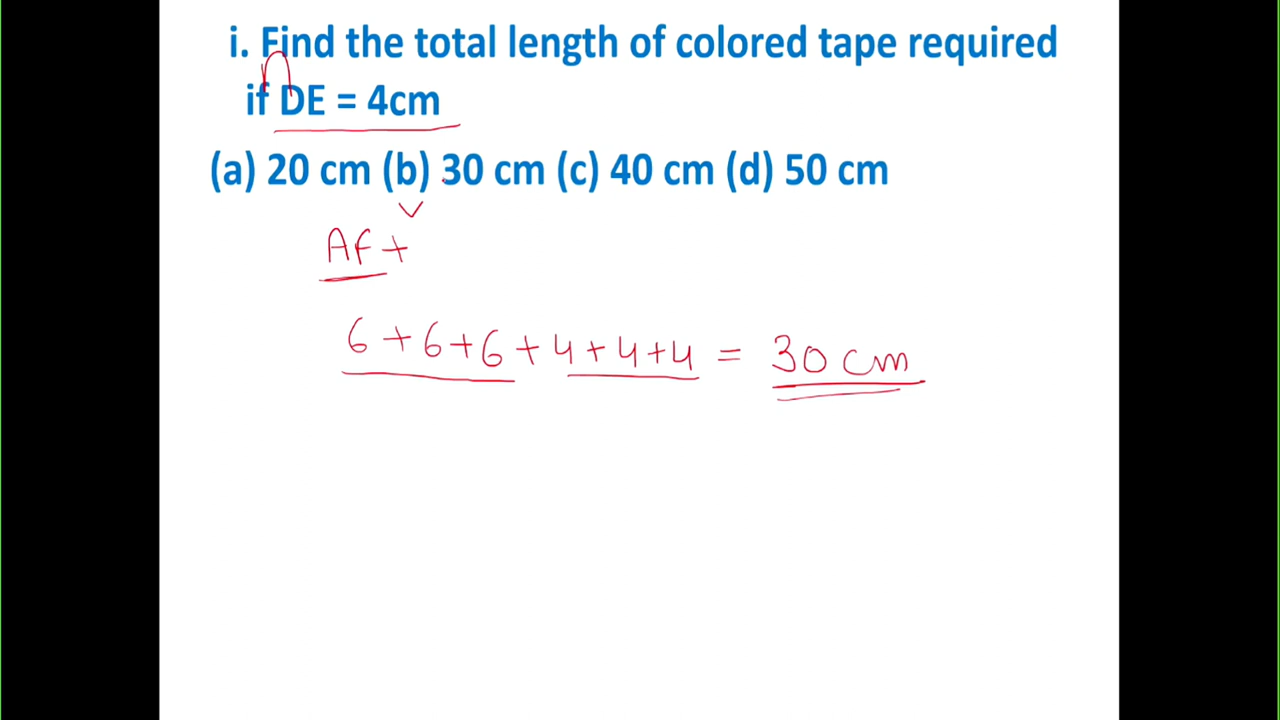 i. Find the total length of colored tape required
if DE = 4cm
(a) 20 cm (b) 30 cm (c) 40 cm (d) 50 cm
AF +
6 + 6 + 6 + 4 + 4 + 4 = 30 cm